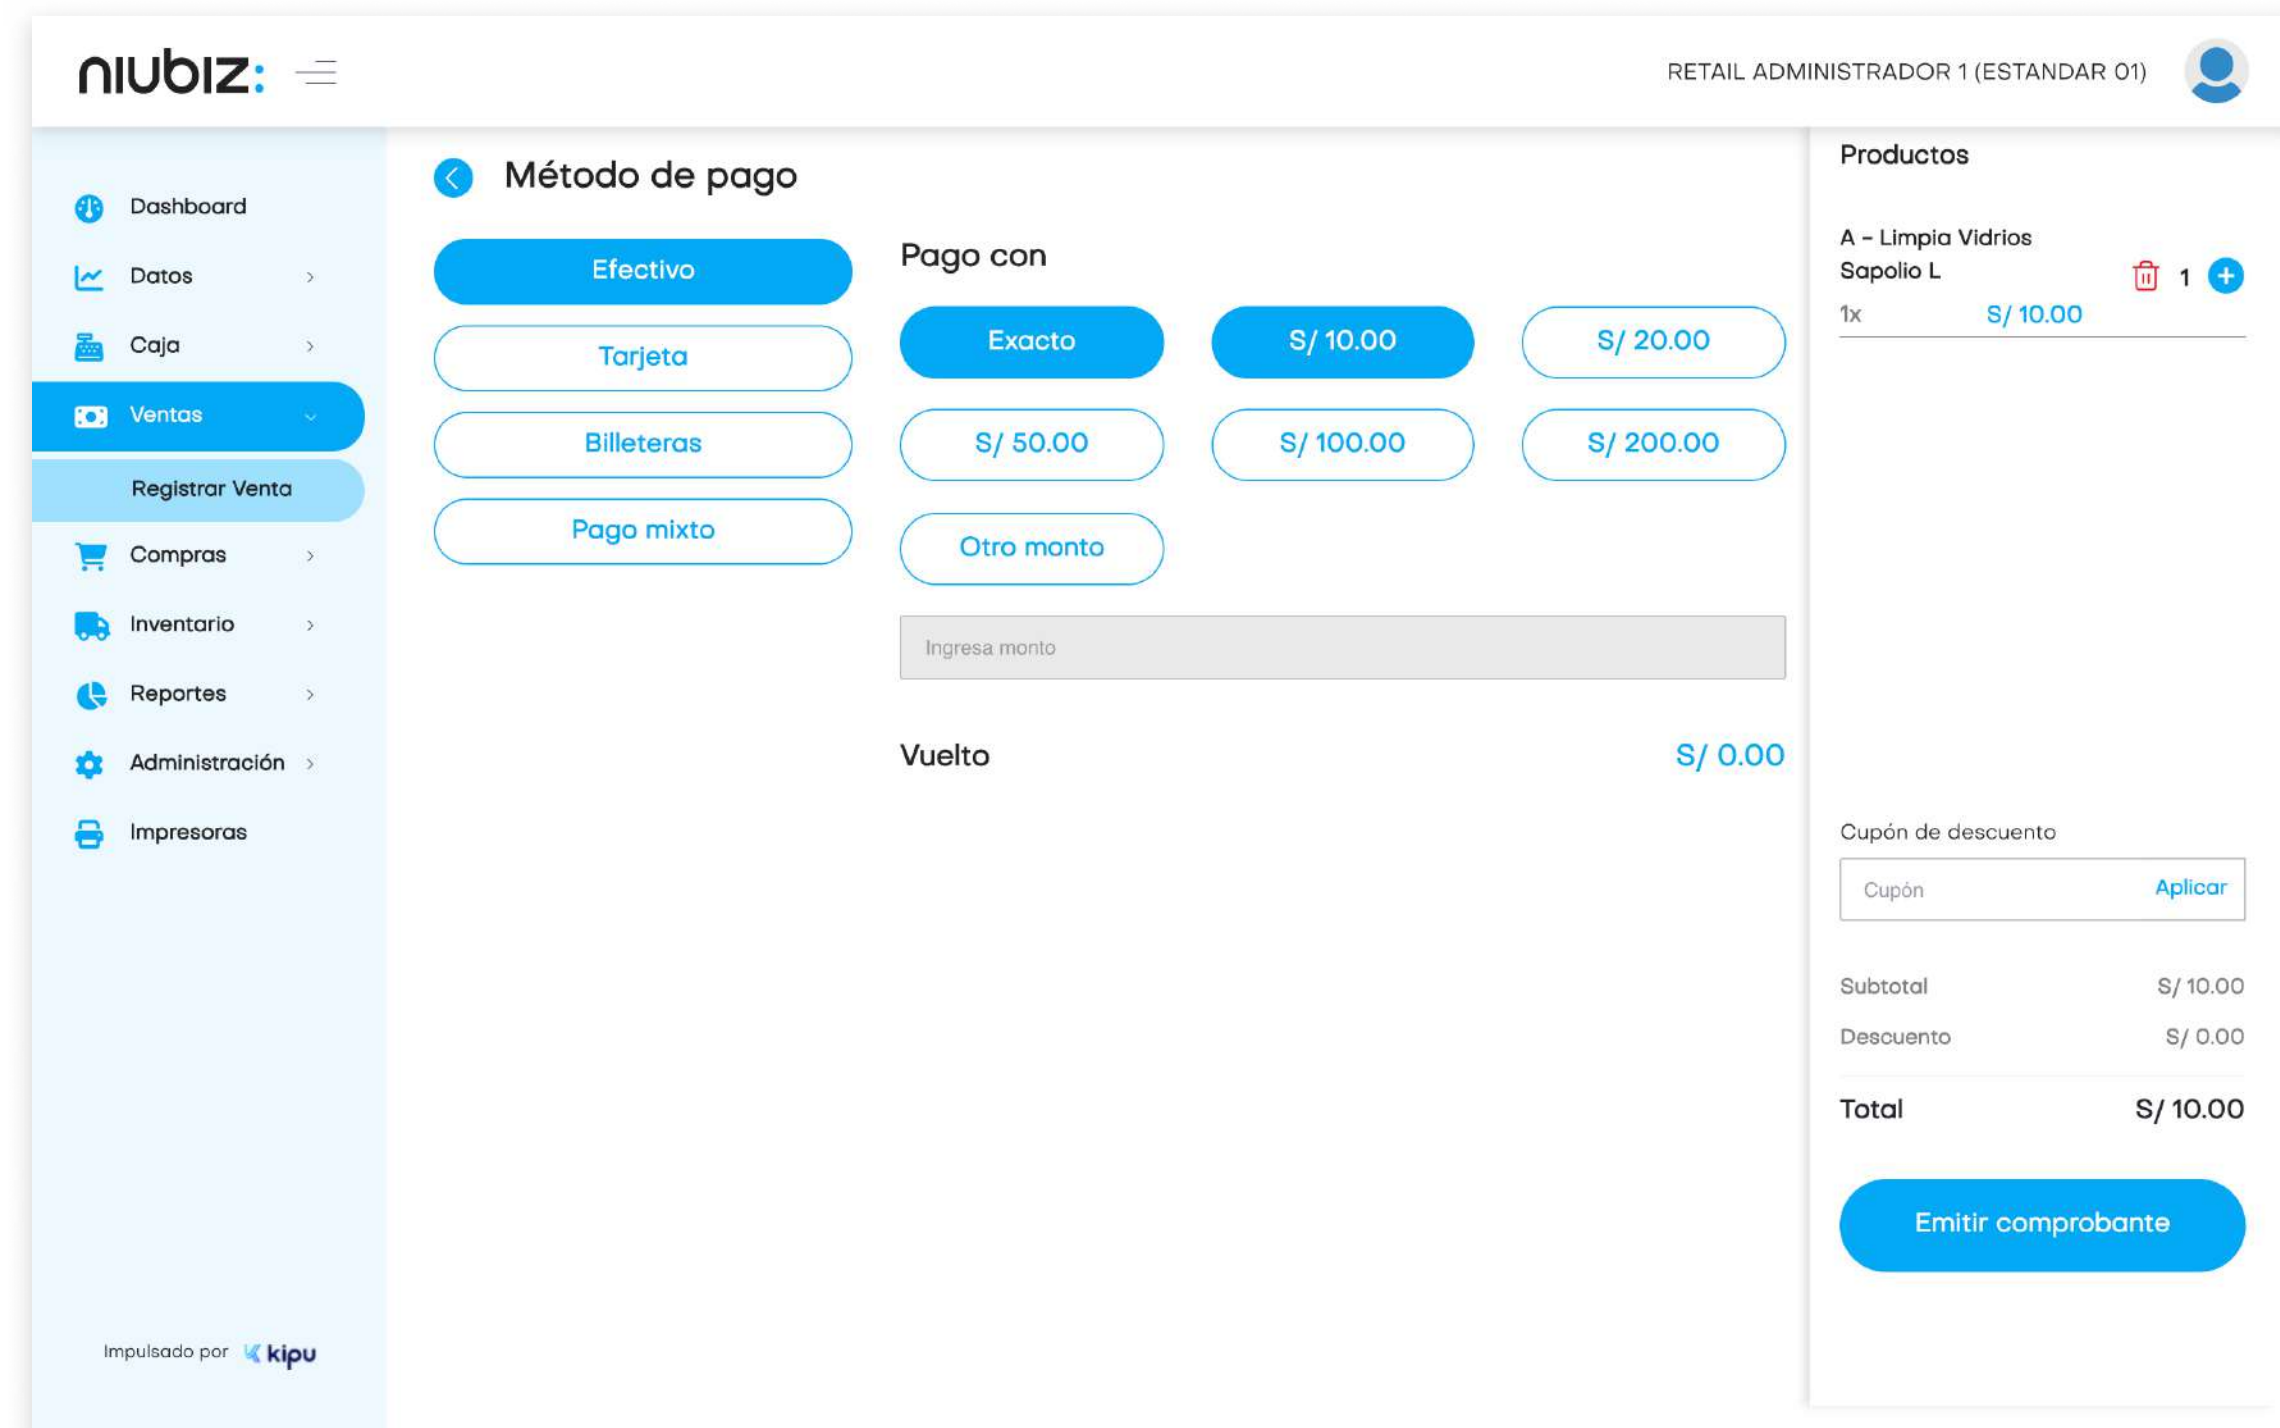 niubiz:
RETAIL ADMINISTRADOR 1 (ESTANDAR 01)
Dashboard
Datos
Caja
Ventas
Registrar Venta
Compras
Inventario
Reportes
Administración
Impresoras
Impulsado por kipu
Método de pago
Efectivo
Tarjeta
Billeteras
Pago mixto
Pago con
Exacto
S/ 10.00
S/ 20.00
S/ 50.00
S/ 100.00
S/ 200.00
Otro monto
Ingresa monto
Vuelto S/ 0.00
Productos
A - Limpia Vidrios
Sapolio L
1
1x S/ 10.00
Cupón de descuento
Cupón Aplicar
Subtotal S/ 10.00
Descuento S/ 0.00
Total S/ 10.00
Emitir comprobante